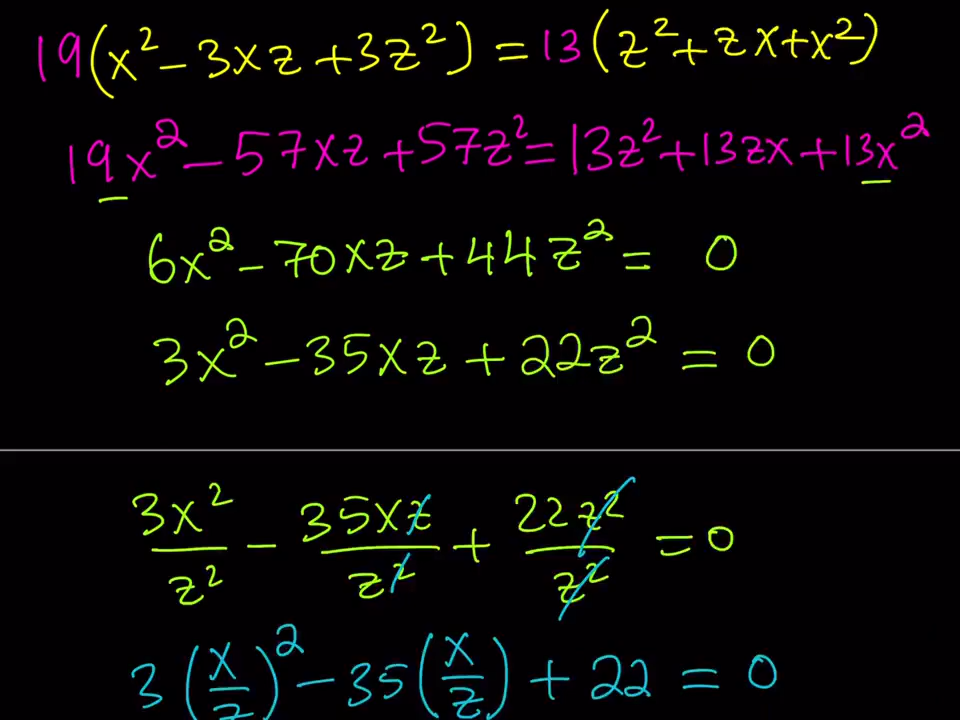 19(x² - 3xz + 3z²) = 13(z² + zx + x²)
19x² - 57xz + 57z² = 13z² + 13zx + 13x²
6x² - 70xz + 44z² = 0
3x² - 35xz + 22z² = 0
3x²/z² - 35xz/z² + 22z²/z² = 0
3(x/z)² - 35(x/z) + 22 = 0